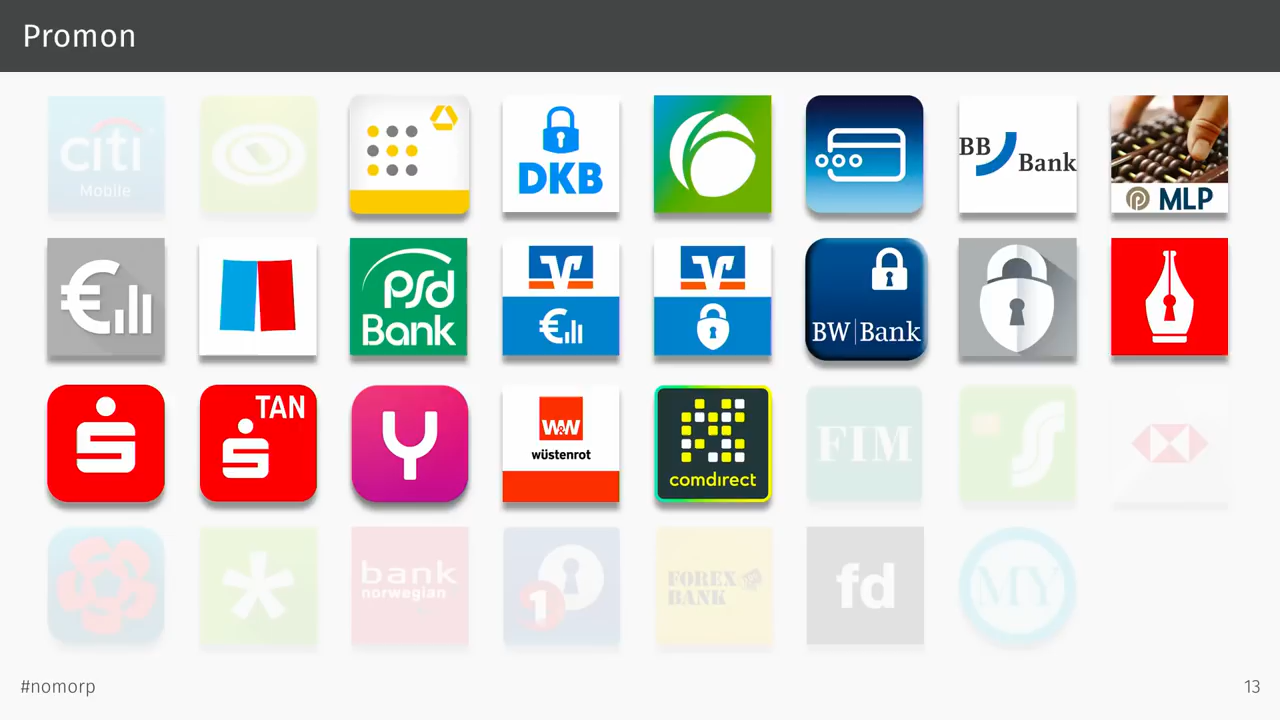 Promon
citi
Mobile
DKB
BB Bank
MLP
€
psd
Bank
€
BW|Bank
S
TAN
S
Y
W&W
wüstenrot
comdirect
FIM
S
bank
norwegian
1
FOREX
BANK
fd
MY
#nomorp
13